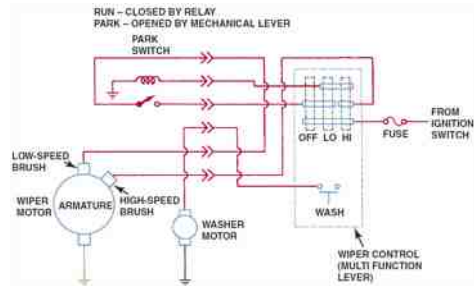 RUN – CLOSED BY RELAY
PARK – OPENED BY MECHANICAL LEVER
PARK
SWITCH
OFF LO HI
FUSE
FROM
IGNITION
SWITCH
LOW-SPEED
BRUSH
WIPER
MOTOR
ARMATURE
HIGH-SPEED
BRUSH
WASHER
MOTOR
WASH
WIPER CONTROL
(MULTI FUNCTION
LEVER)